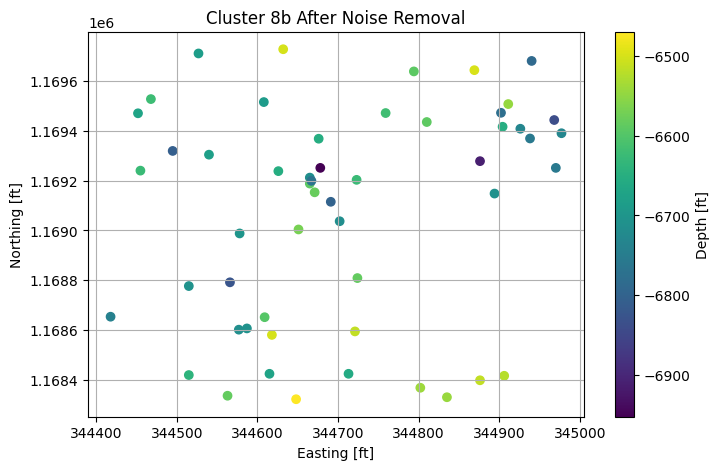 Cluster 8b After Noise Removal
1e6
1.1696
1.1694
1.1692
1.1690
1.1688
1.1686
1.1684
Northing [ft]
344400 344500 344600 344700 344800 344900 345000
Easting [ft]
−6500
−6600
−6700
−6800
−6900
Depth [ft]